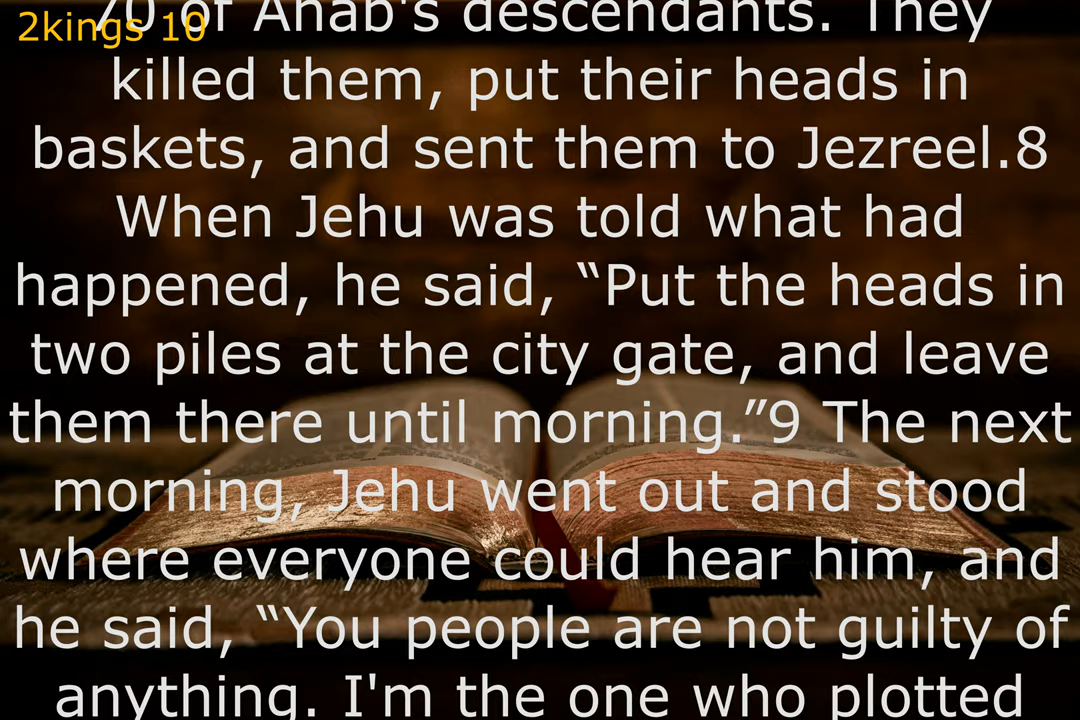 2kings 10
70 of Ahab's descendants. They
killed them, put their heads in
baskets, and sent them to Jezreel.8
When Jehu was told what had
happened, he said, “Put the heads in
two piles at the city gate, and leave
them there until morning.”9 The next
morning, Jehu went out and stood
where everyone could hear him, and
he said, “You people are not guilty of
anything. I'm the one who plotted